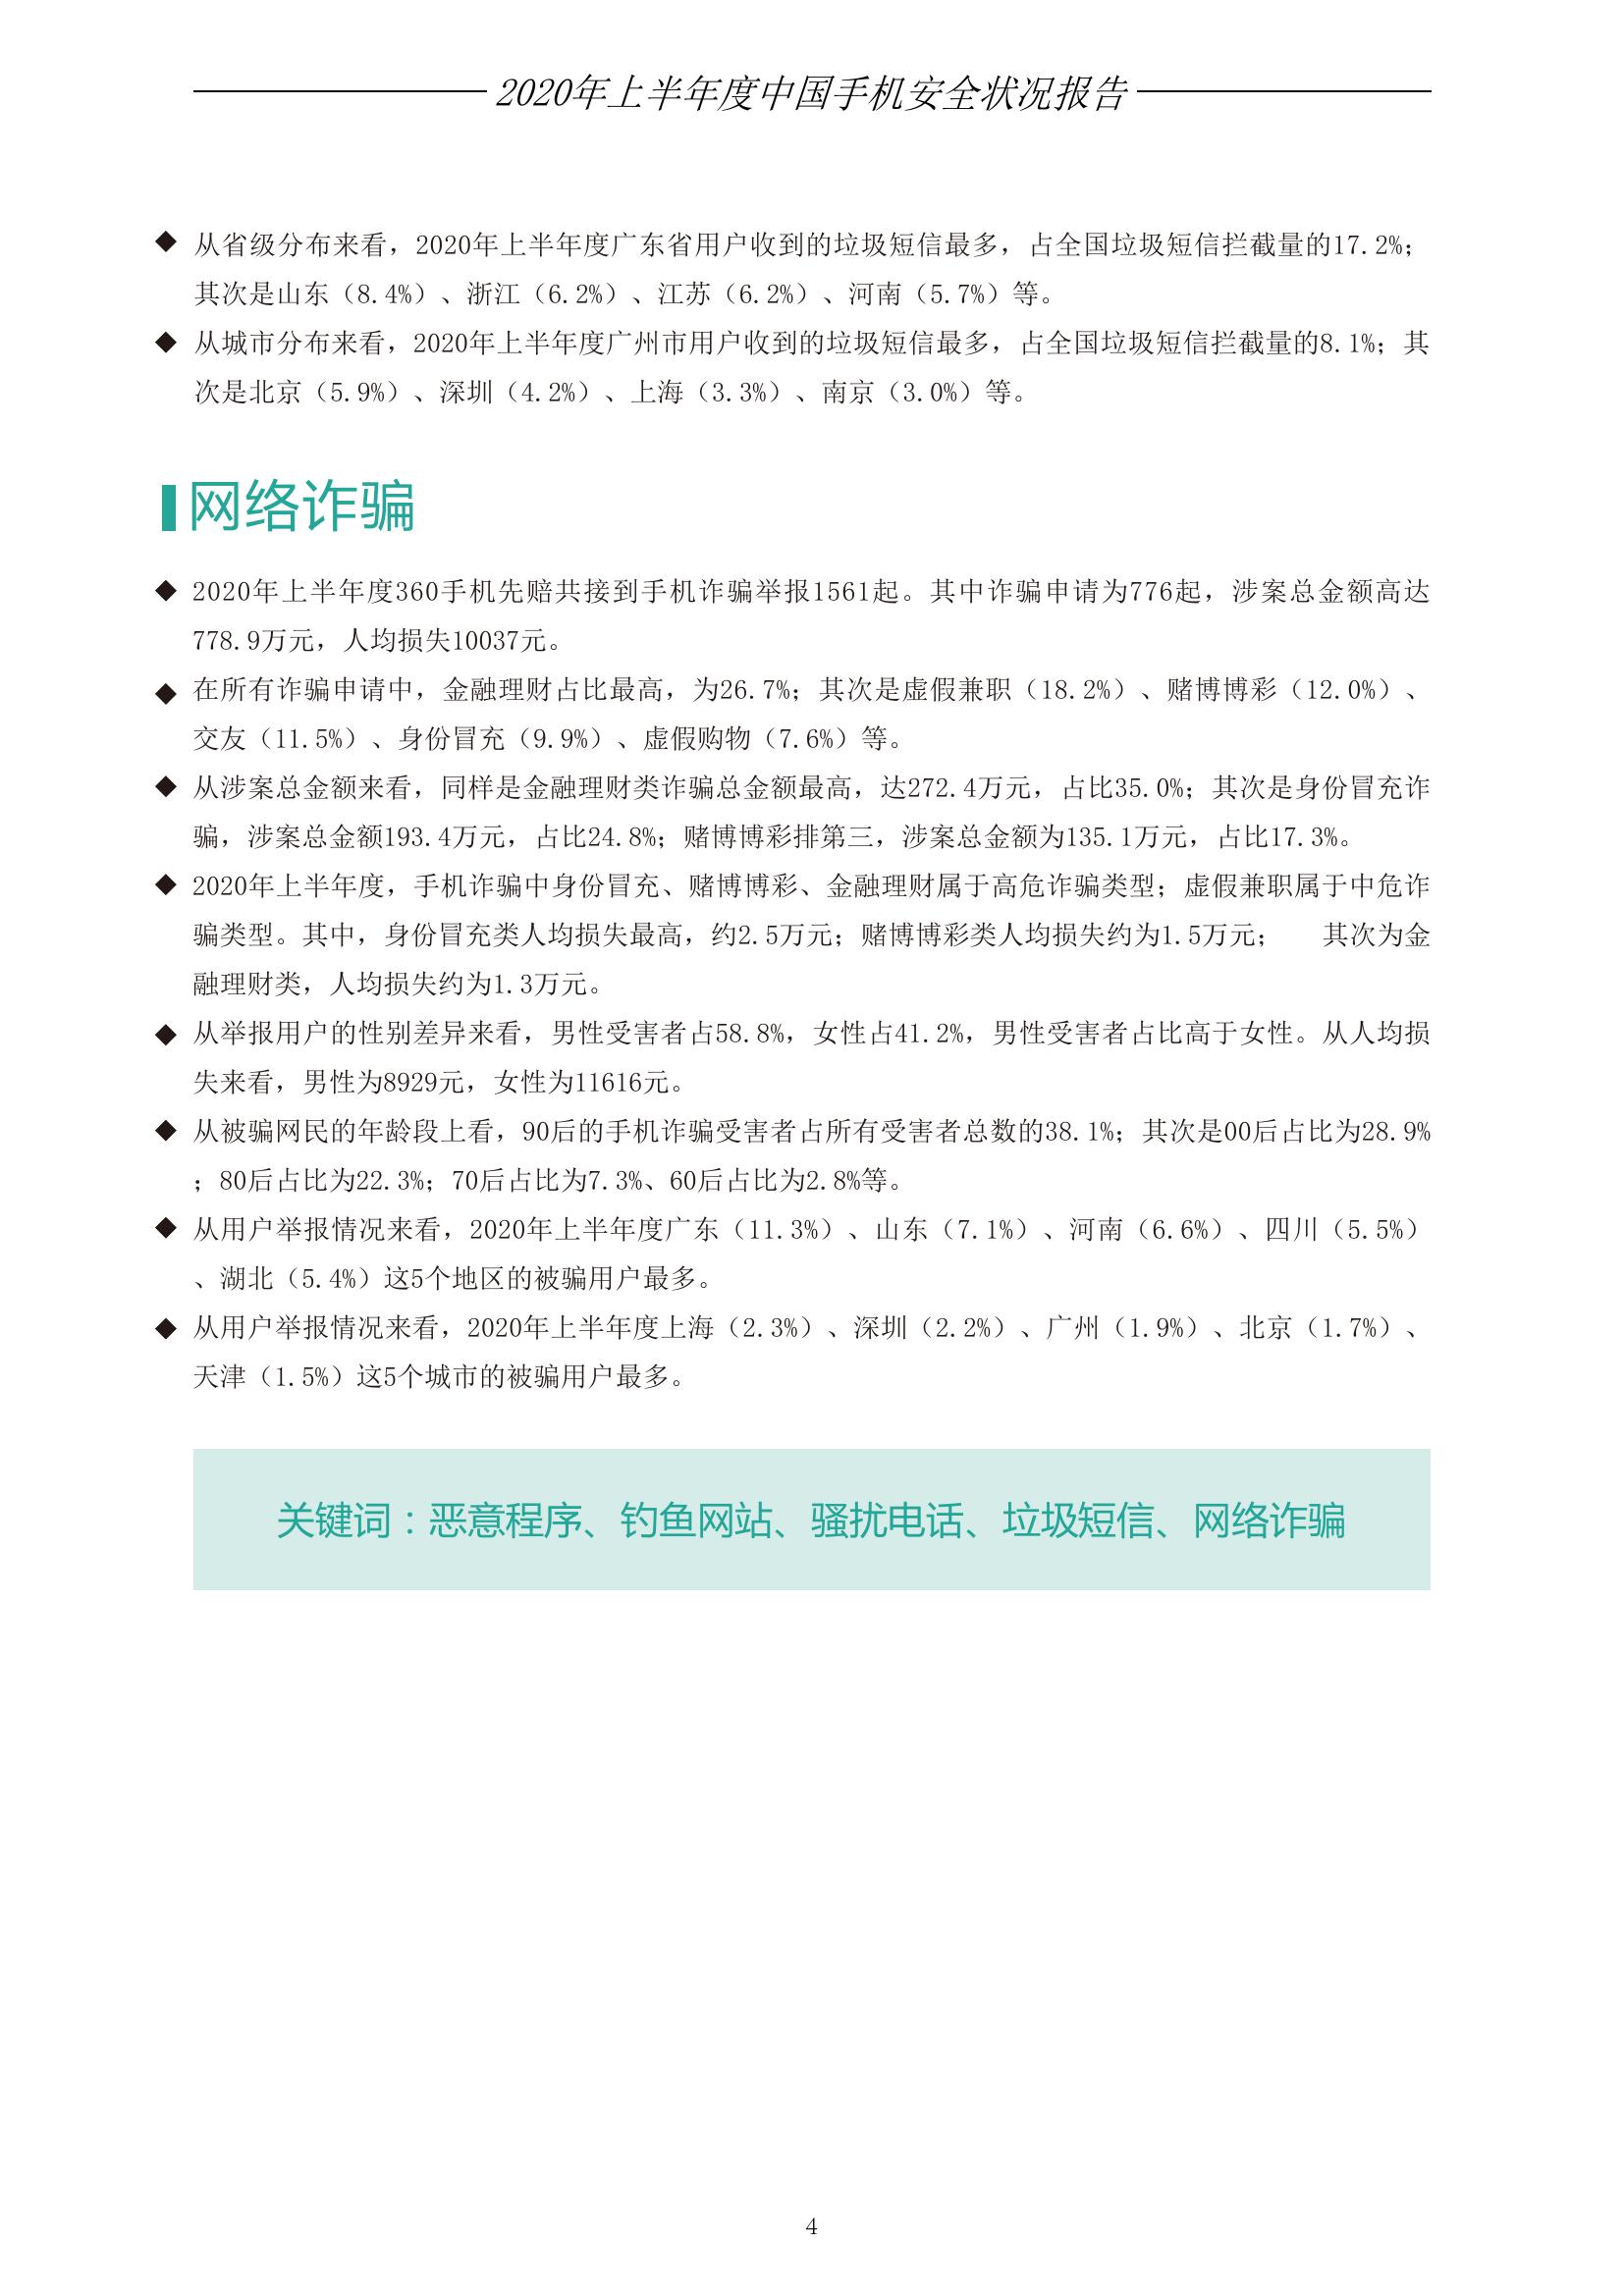 2020年上半年度中国手机安全状况报告
◆ 从省级分布来看，2020年上半年度广东省用户收到的垃圾短信最多，占全国垃圾短信拦截量的17.2%；
其次是山东（8.4%）、浙江（6.2%）、江苏（6.2%）、河南（5.7%）等。
◆ 从城市分布来看，2020年上半年度广州市用户收到的垃圾短信最多，占全国垃圾短信拦截量的8.1%；其
次是北京（5.9%）、深圳（4.2%）、上海（3.3%）、南京（3.0%）等。
网络诈骗
◆ 2020年上半年度360手机先赔共接到手机诈骗举报1561起。其中诈骗申请为776起，涉案总金额高达
778.9万元，人均损失10037元。
◆ 在所有诈骗申请中，金融理财占比最高，为26.7%；其次是虚假兼职（18.2%）、赌博博彩（12.0%）、
交友（11.5%）、身份冒充（9.9%）、虚假购物（7.6%）等。
◆ 从涉案总金额来看，同样是金融理财类诈骗总金额最高，达272.4万元，占比35.0%；其次是身份冒充诈
骗，涉案总金额193.4万元，占比24.8%；赌博博彩排第三，涉案总金额为135.1万元，占比17.3%。
◆ 2020年上半年度，手机诈骗中身份冒充、赌博博彩、金融理财属于高危诈骗类型；虚假兼职属于中危诈
骗类型。其中，身份冒充类人均损失最高，约2.5万元；赌博博彩类人均损失约为1.5万元； 其次为金
融理财类，人均损失约为1.3万元。
◆ 从举报用户的性别差异来看，男性受害者占58.8%，女性占41.2%，男性受害者占比高于女性。从人均损
失来看，男性为8929元，女性为11616元。
◆ 从被骗网民的年龄段上看，90后的手机诈骗受害者占所有受害者总数的38.1%；其次是00后占比为28.9%
；80后占比为22.3%；70后占比为7.3%、60后占比为2.8%等。
◆ 从用户举报情况来看，2020年上半年度广东（11.3%）、山东（7.1%）、河南（6.6%）、四川（5.5%）
、湖北（5.4%）这5个地区的被骗用户最多。
◆ 从用户举报情况来看，2020年上半年度上海（2.3%）、深圳（2.2%）、广州（1.9%）、北京（1.7%）、
天津（1.5%）这5个城市的被骗用户最多。
关键词：恶意程序、钓鱼网站、骚扰电话、垃圾短信、网络诈骗
4